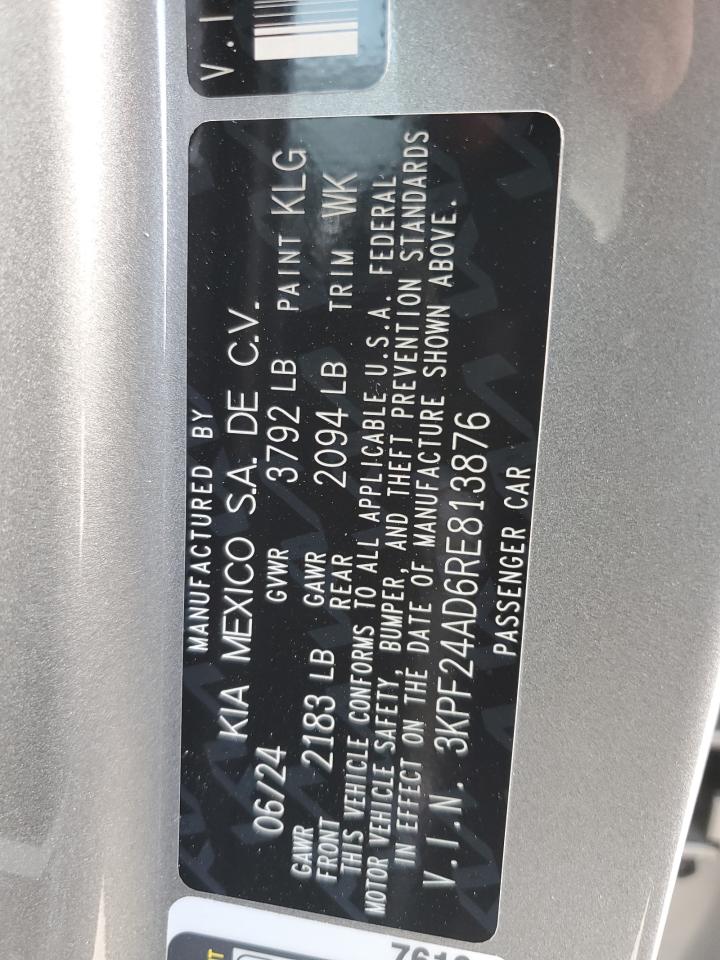 V.I
MANUFACTURED BY
KIA MEXICO S.A. DE C.V.
06/24 GVWR 3792 LB PAINT KLG
GAWR FRONT 2183 LB GAWR REAR 2094 LB TRIM WK
THIS VEHICLE CONFORMS TO ALL APPLICABLE U.S.A. FEDERAL
MOTOR VEHICLE SAFETY, BUMPER, AND THEFT PREVENTION STANDARDS
IN EFFECT ON THE DATE OF MANUFACTURE SHOWN ABOVE.
V.I.N. 3KPF24AD6RE813876
PASSENGER CAR